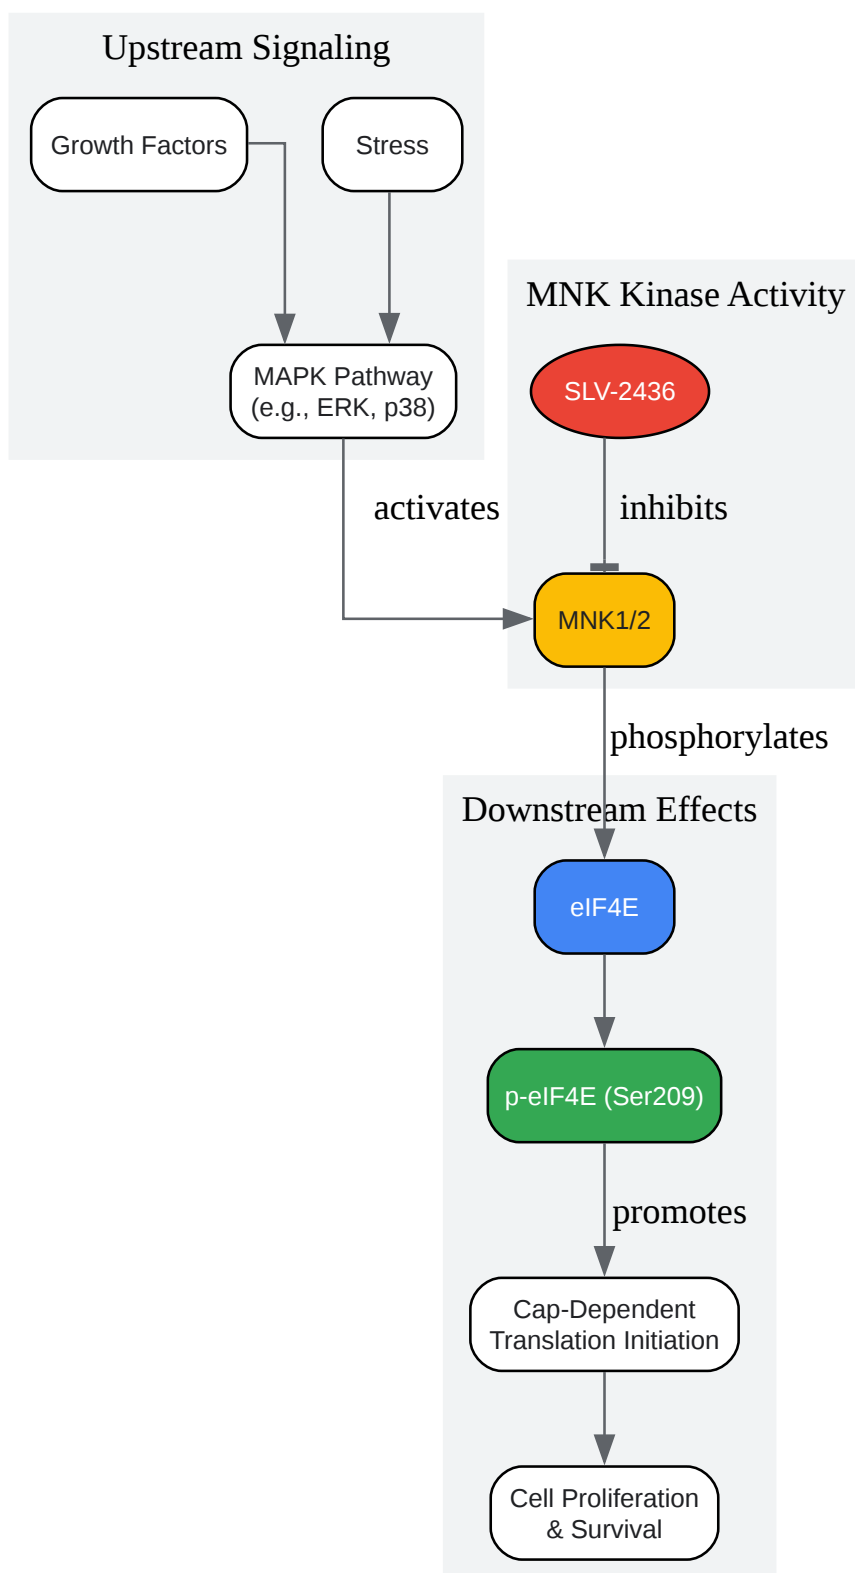 Upstream Signaling
Growth Factors
Stress
MAPK Pathway
(e.g., ERK, p38)
MNK Kinase Activity
SLV-2436
activates
inhibits
MNK1/2
phosphorylates
Downstream Effects
eIF4E
p-eIF4E (Ser209)
promotes
Cap-Dependent
Translation Initiation
Cell Proliferation
& Survival